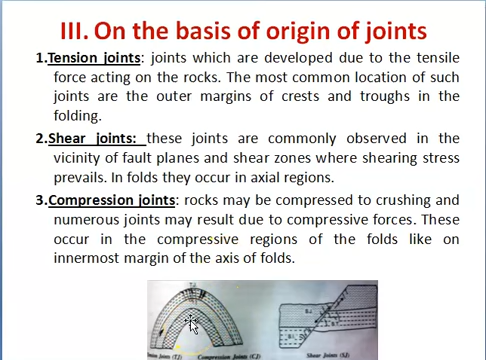 III. On the basis of origin of joints
1.Tension joints: joints which are developed due to the tensile
force acting on the rocks. The most common location of such
joints are the outer margins of crests and troughs in the
folding.
2.Shear joints: these joints are commonly observed in the
vicinity of fault planes and shear zones where shearing stress
prevails. In folds they occur in axial regions.
3.Compression joints: rocks may be compressed to crushing and
numerous joints may result due to compressive forces. These
occur in the compressive regions of the folds like on
innermost margin of the axis of folds.
Joints (TJ) Compression Joints (CJ) Shear Joints (SJ)